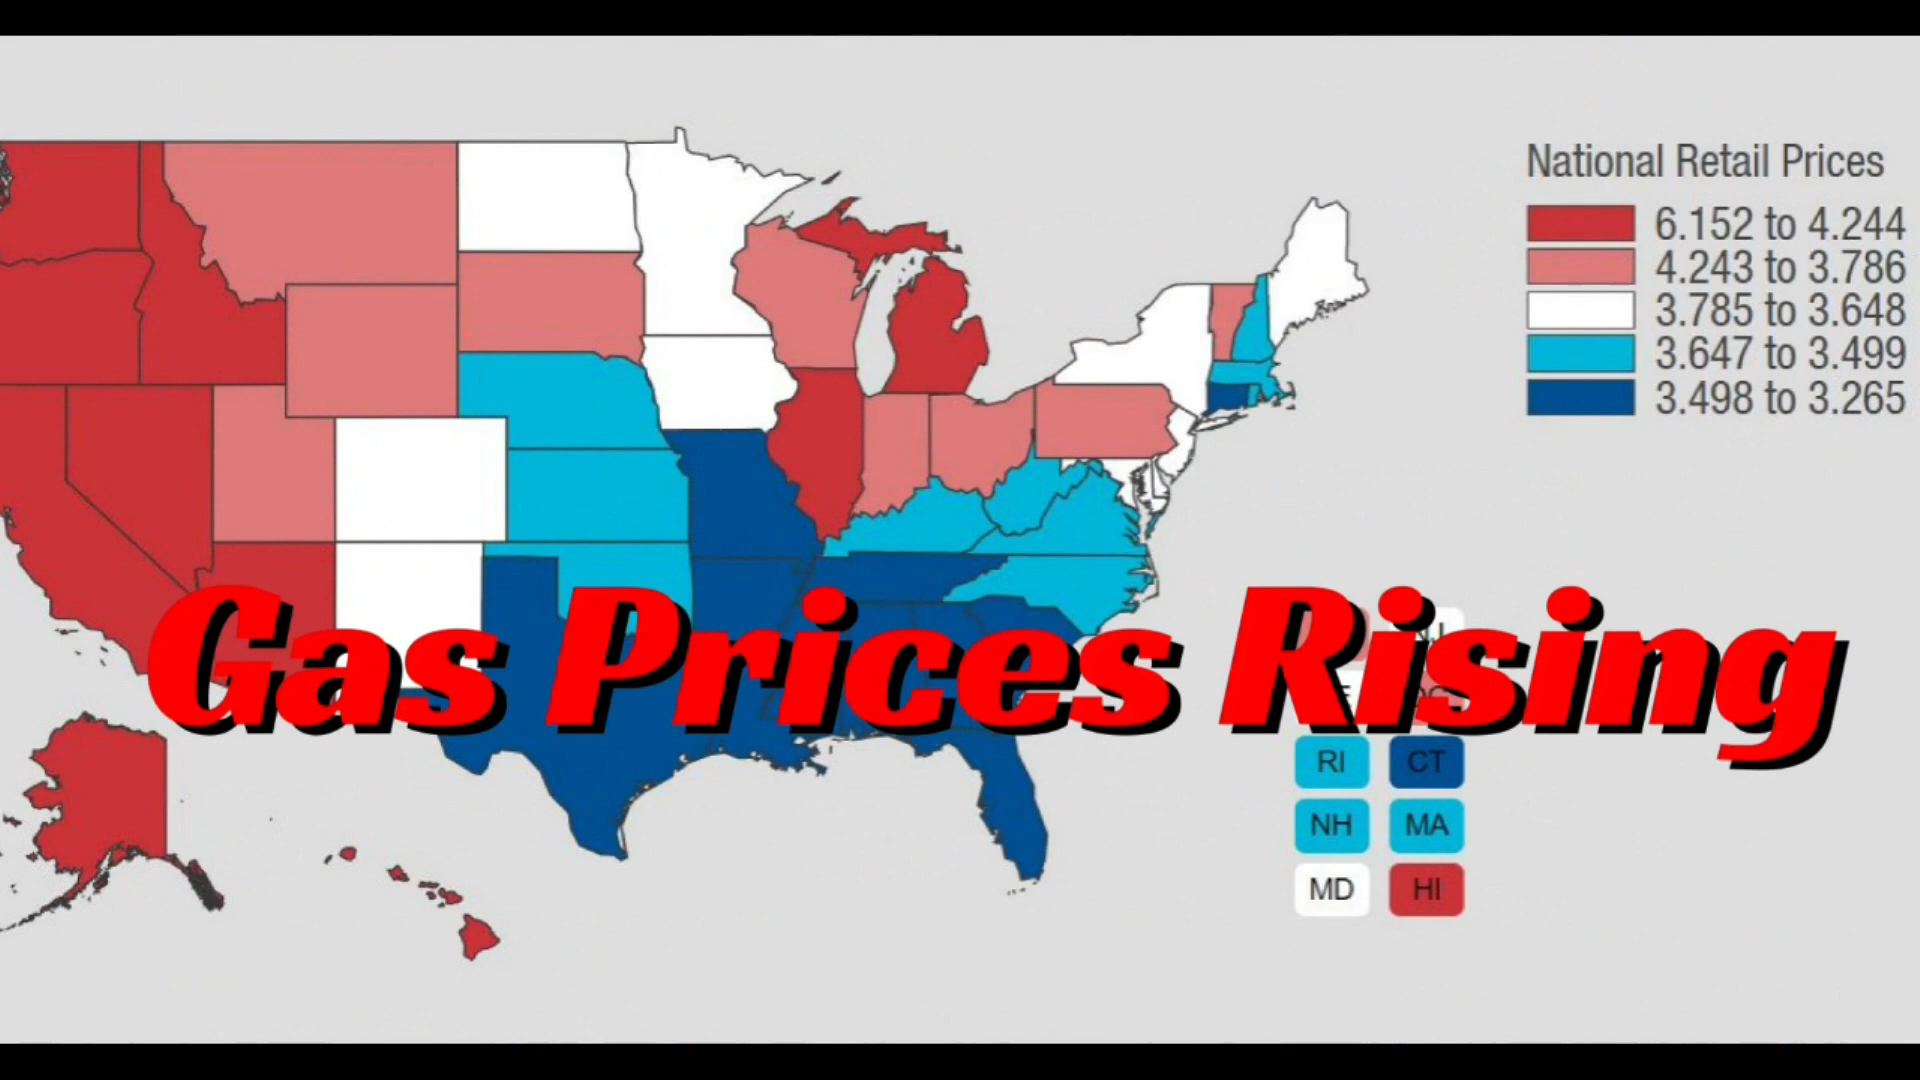 National Retail Prices
6.152 to 4.244
4.243 to 3.786
3.785 to 3.648
3.647 to 3.499
3.498 to 3.265
Gas Prices Rising
RI CT
NH MA
MD HI